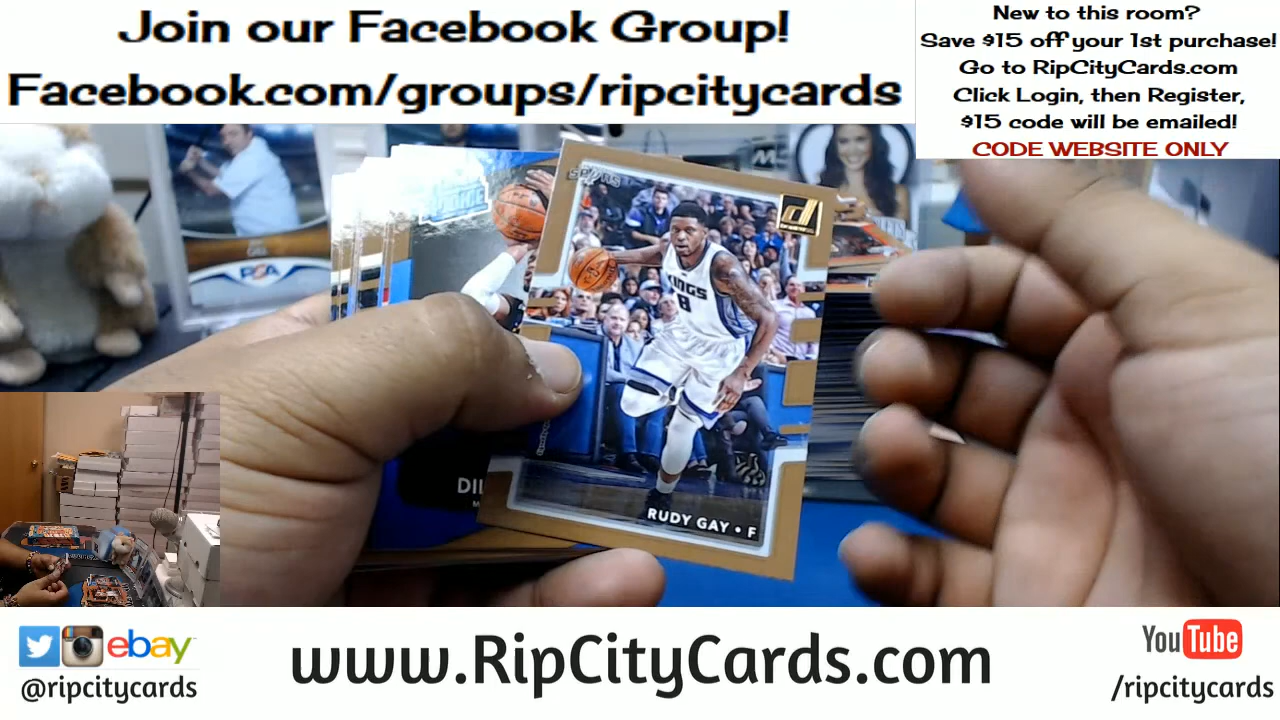 Join our Facebook Group!
Facebook.com/groups/ripcitycards
New to this room?
Save $15 off your 1st purchase!
Go to RipCityCards.com
Click Login, then Register,
$15 code will be emailed!
CODE WEBSITE ONLY
PSA
SPURS
KINGS
8
RUDY GAY • F
DIL
ebay
@ripcitycards
www.RipCityCards.com
YouTube
/ripcitycards